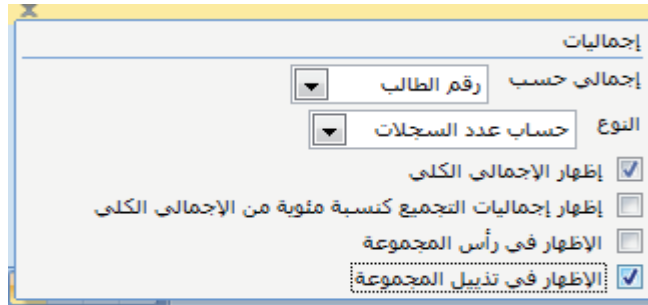 إجماليات
إجمالي حسب رقم الطالب
النوع حساب عدد السجلات
إظهار الإجمالي الكلي
إظهار إجماليات التجميع كنسبة مئوية من الإجمالي الكلي
الإظهار في رأس المجموعة
الإظهار في تذييل المجموعة